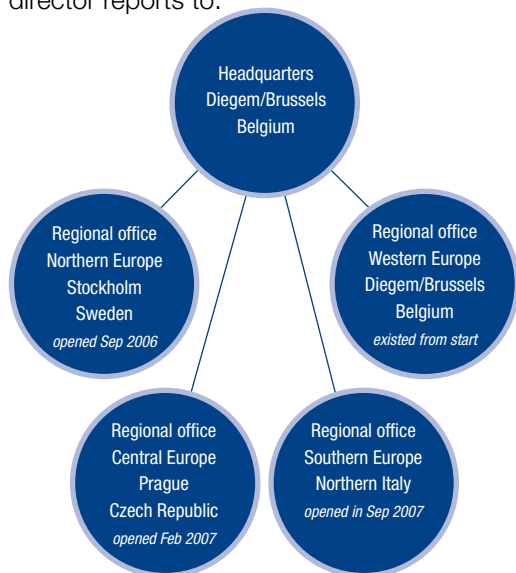 director reports to:
Headquarters
Diegem/Brussels
Belgium
Regional office
Northern Europe
Stockholm
Sweden
opened Sep 2006
Regional office
Western Europe
Diegem/Brussels
Belgium
existed from start
Regional office
Central Europe
Prague
Czech Republic
opened Feb 2007
Regional office
Southern Europe
Northern Italy
opened in Sep 2007